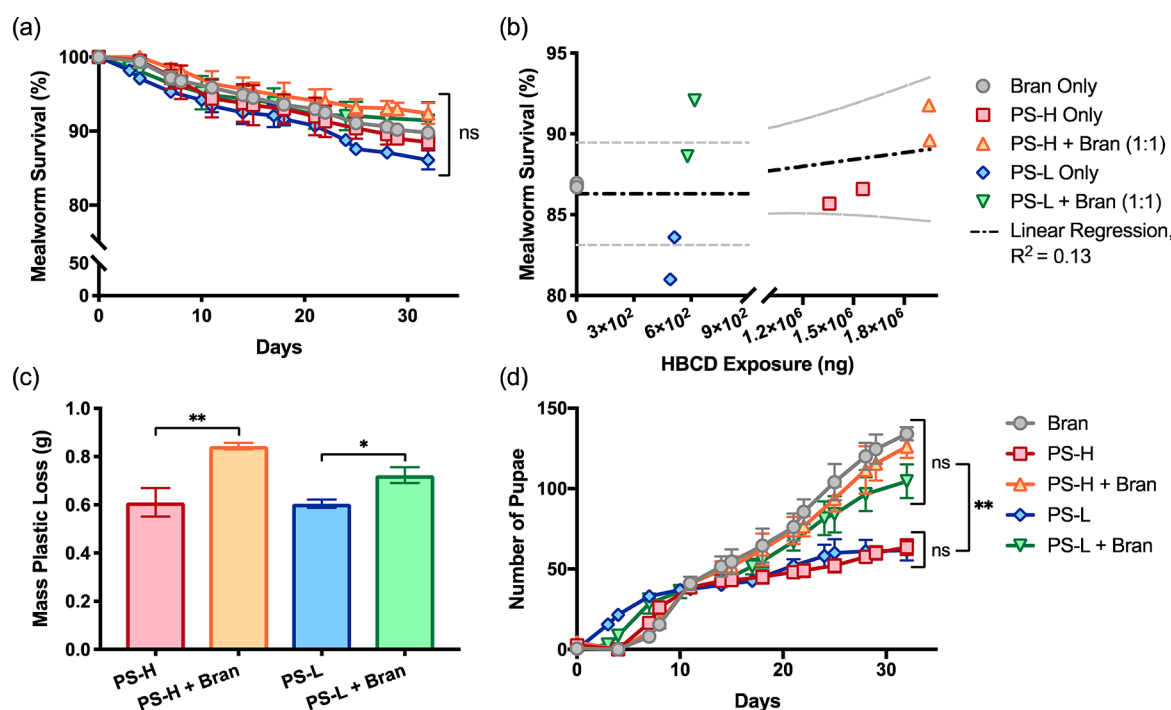 (a)
Mealworm Survival (%)
100
90
80
50
0
0
10
20
30
Days
ns
(b)
Mealworm Survival (%)
95
90
85
80
0
3×10²
6×10²
9×10²
1.2×10⁶
1.5×10⁶
1.8×10⁶
HBCD Exposure (ng)
Bran Only
PS-H Only
PS-H + Bran (1:1)
PS-L Only
PS-L + Bran (1:1)
Linear Regression,
R² = 0.13
(c)
Mass Plastic Loss (g)
1.0
0.8
0.6
0.4
0.2
0.0
**
*
PS-H
PS-H + Bran
PS-L
PS-L + Bran
(d)
Number of Pupae
150
100
50
0
0
10
20
30
Days
ns
ns
**
Bran
PS-H
PS-H + Bran
PS-L
PS-L + Bran